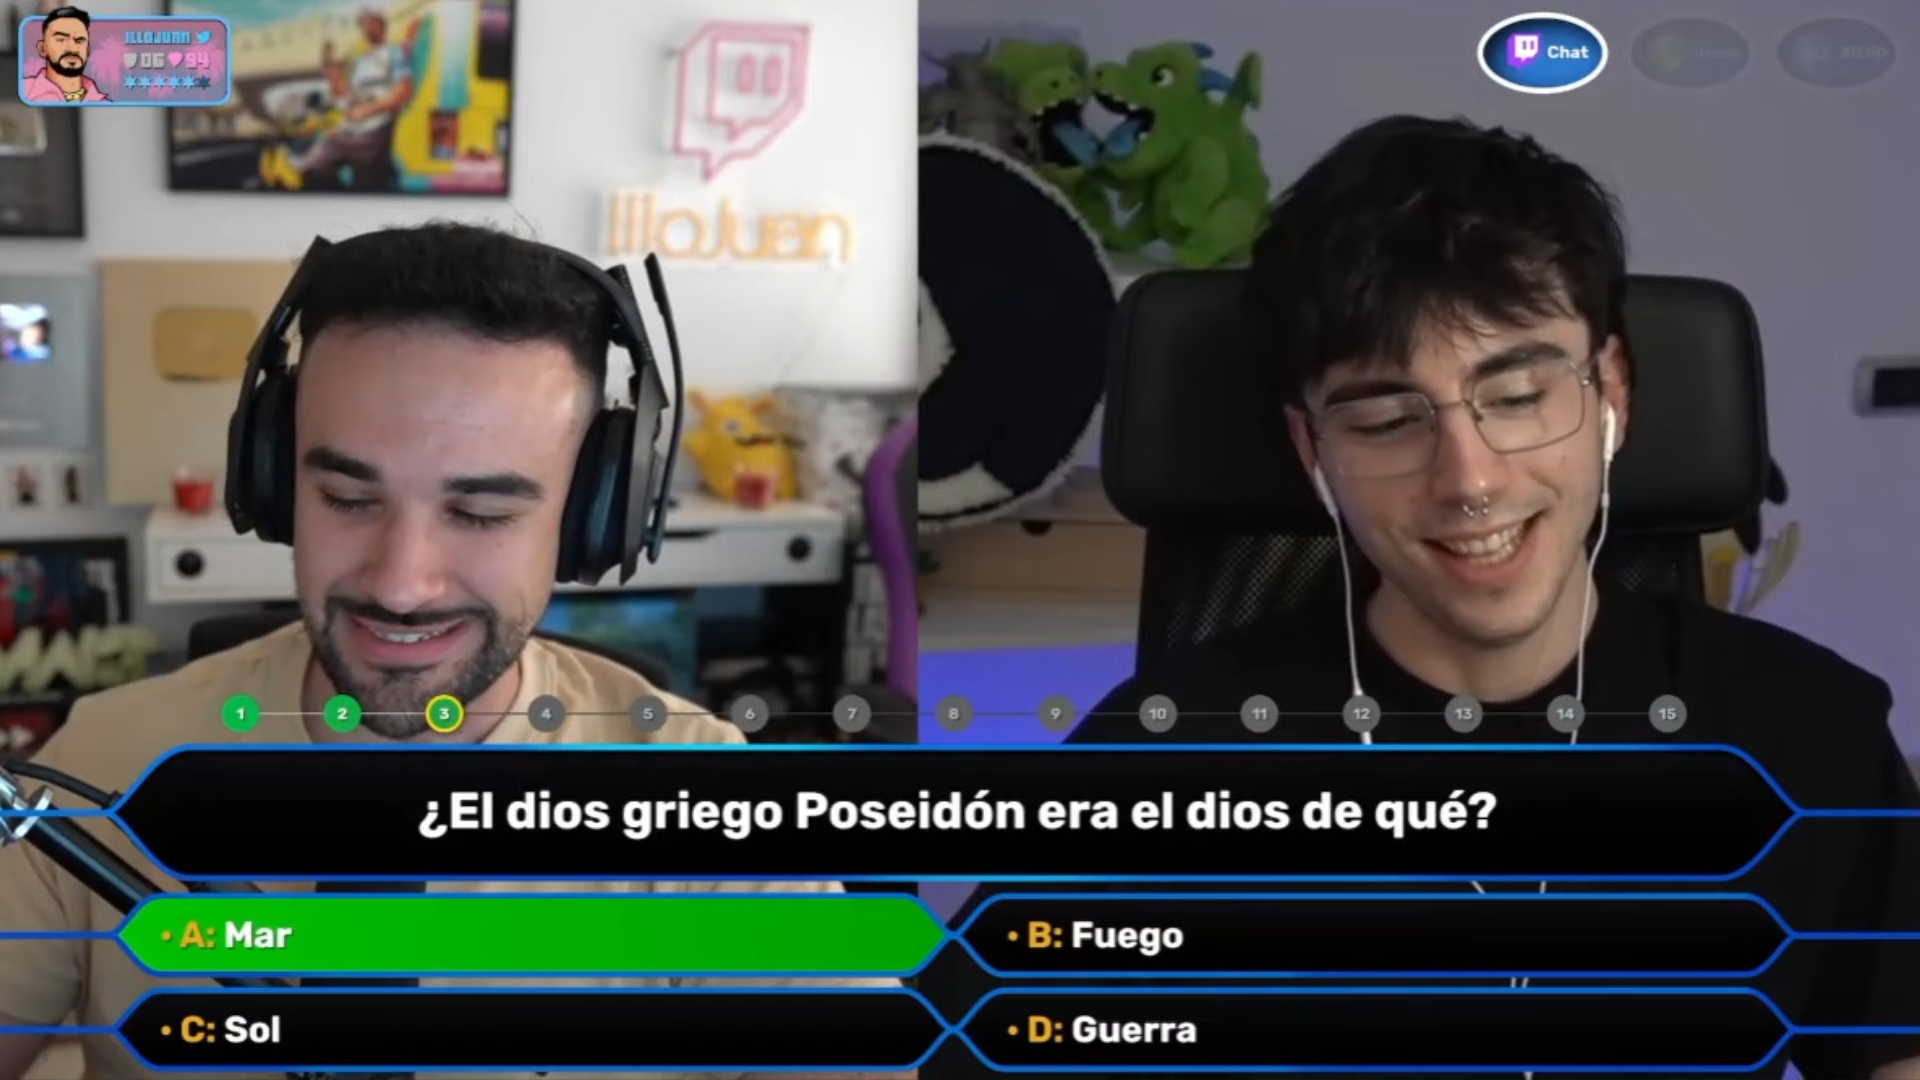 ILLOJUAN
06 94
Chat
IlloJuan
1 2 3 4 5 6 7 8 9 10 11 12 13 14 15
¿El dios griego Poseidón era el dios de qué?
• A: Mar
• B: Fuego
• C: Sol
• D: Guerra